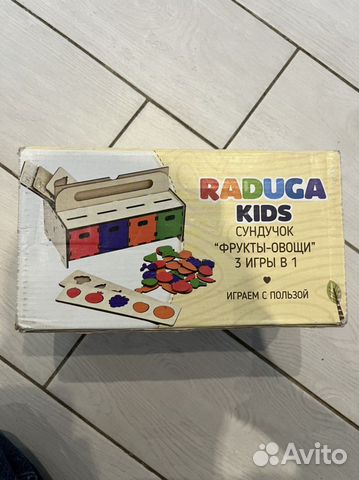 RADUGA
KIDS
СУНДУЧОК
"ФРУКТЫ-ОВОЩИ"
3 ИГРЫ В 1
ИГРАЕМ С ПОЛЬЗОЙ
Avito